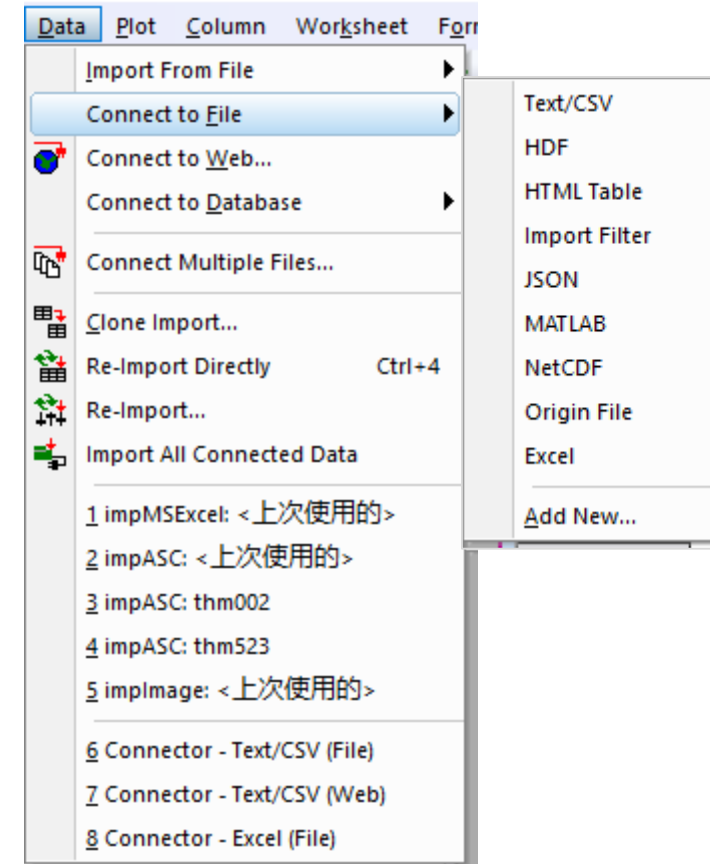 Data Plot Column Worksheet Forr
Import From File
Connect to File
Connect to Web...
Connect to Database
Connect Multiple Files...
Clone Import...
Re-Import Directly Ctrl+4
Re-Import...
Import All Connected Data
1 impMSExcel: <上次使用的>
2 impASC: <上次使用的>
3 impASC: thm002
4 impASC: thm523
5 impImage: <上次使用的>
6 Connector - Text/CSV (File)
7 Connector - Text/CSV (Web)
8 Connector - Excel (File)
Text/CSV
HDF
HTML Table
Import Filter
JSON
MATLAB
NetCDF
Origin File
Excel
Add New...